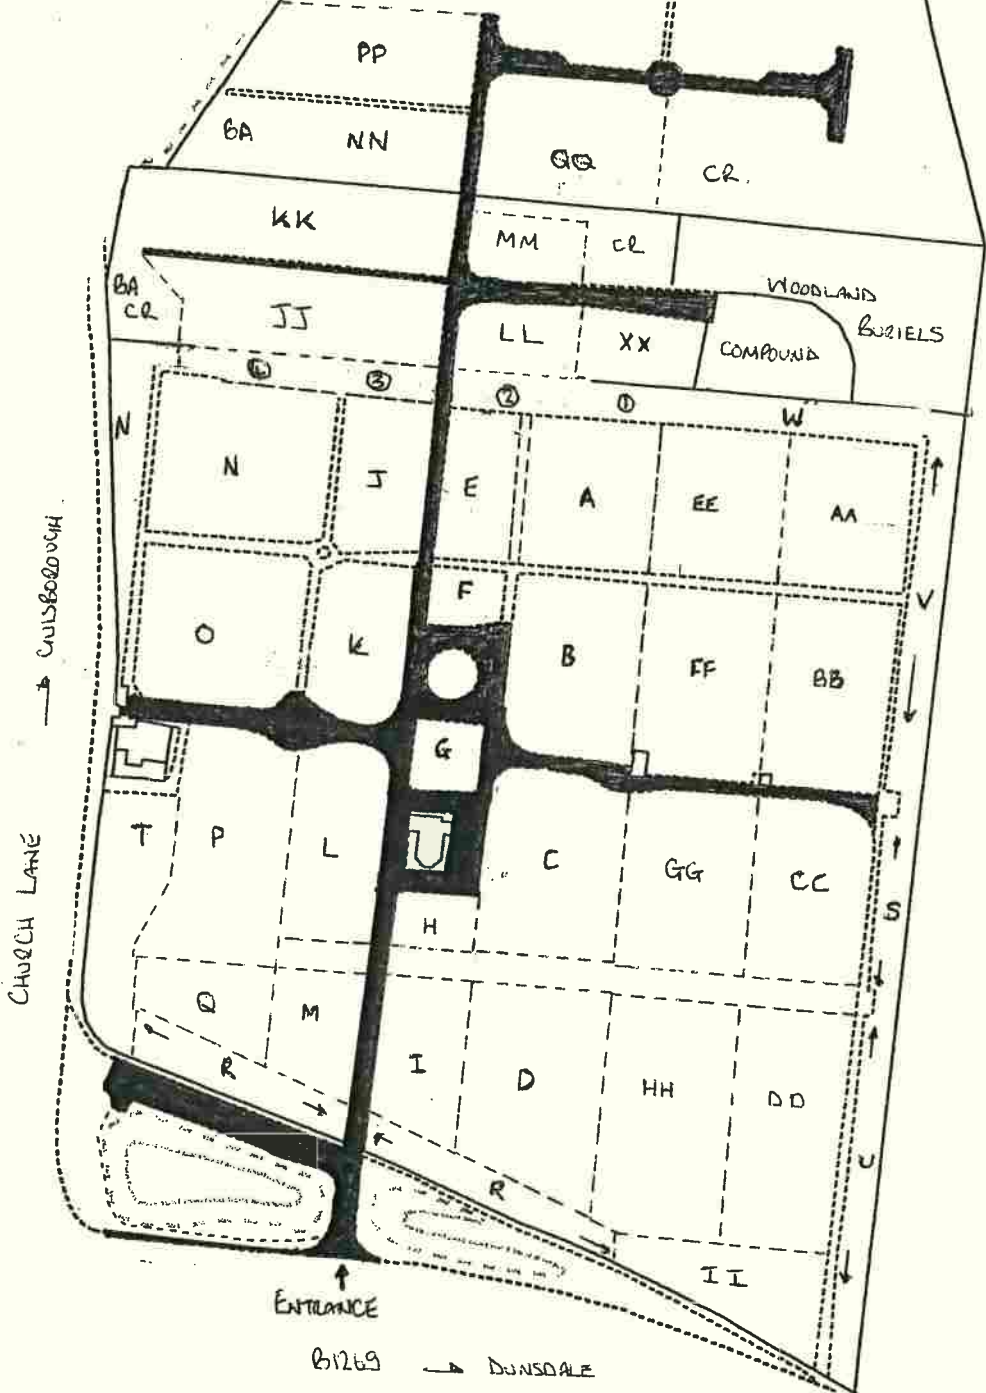 PP
BA NN
QQ
CR.
KK
MM
CR
WOODLAND
BURIELS
BA
CR
JJ
LL
XX
COMPOUND
④
③
②
①
W
N
N
J
E
A
EE
AA
V
→ GUISBOROUGH
F
O
K
B
FF
BB
G
T
P
L
C
GG
CC
S
H
CHURCH LANE
Q
M
R
I
D
HH
DD
U
R
II
ENTRANCE
B1269 → DUNSDALE